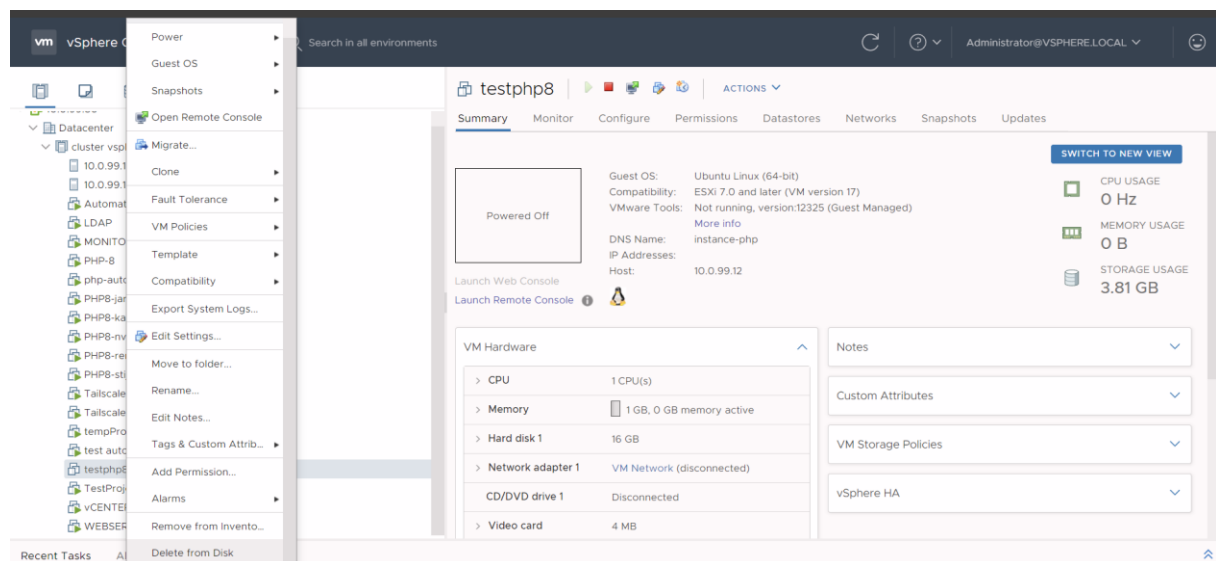 vm vSphere C
Search in all environments
Administrator@VSPHERE.LOCAL
Power
Guest OS
Snapshots
Open Remote Console
Migrate...
Clone
Fault Tolerance
VM Policies
Template
Compatibility
Export System Logs...
Edit Settings...
Move to folder...
Rename...
Edit Notes...
Tags & Custom Attrib...
Add Permission...
Alarms
Remove from Invento...
Delete from Disk
Datacenter
cluster vsph
10.0.99.1
10.0.99.1
Automat
LDAP
MONITO
PHP-8
php-auto
PHP8-jar
PHP8-ka
PHP8-nv
PHP8-rei
PHP8-sti
Tailscale
Tailscale
tempPro
test auto
testphp8
TestProj
vCENTER
WEBSER
Recent Tasks
Al
testphp8
ACTIONS
Summary
Monitor
Configure
Permissions
Datastores
Networks
Snapshots
Updates
SWITCH TO NEW VIEW
Powered Off
Launch Web Console
Launch Remote Console
Guest OS: Ubuntu Linux (64-bit)
Compatibility: ESXi 7.0 and later (VM version 17)
VMware Tools: Not running, version:12325 (Guest Managed)
More info
DNS Name: instance-php
IP Addresses:
Host: 10.0.99.12
CPU USAGE
0 Hz
MEMORY USAGE
0 B
STORAGE USAGE
3.81 GB
VM Hardware
CPU 1 CPU(s)
Memory 1 GB, 0 GB memory active
Hard disk 1 16 GB
Network adapter 1 VM Network (disconnected)
CD/DVD drive 1 Disconnected
Video card 4 MB
Notes
Custom Attributes
VM Storage Policies
vSphere HA